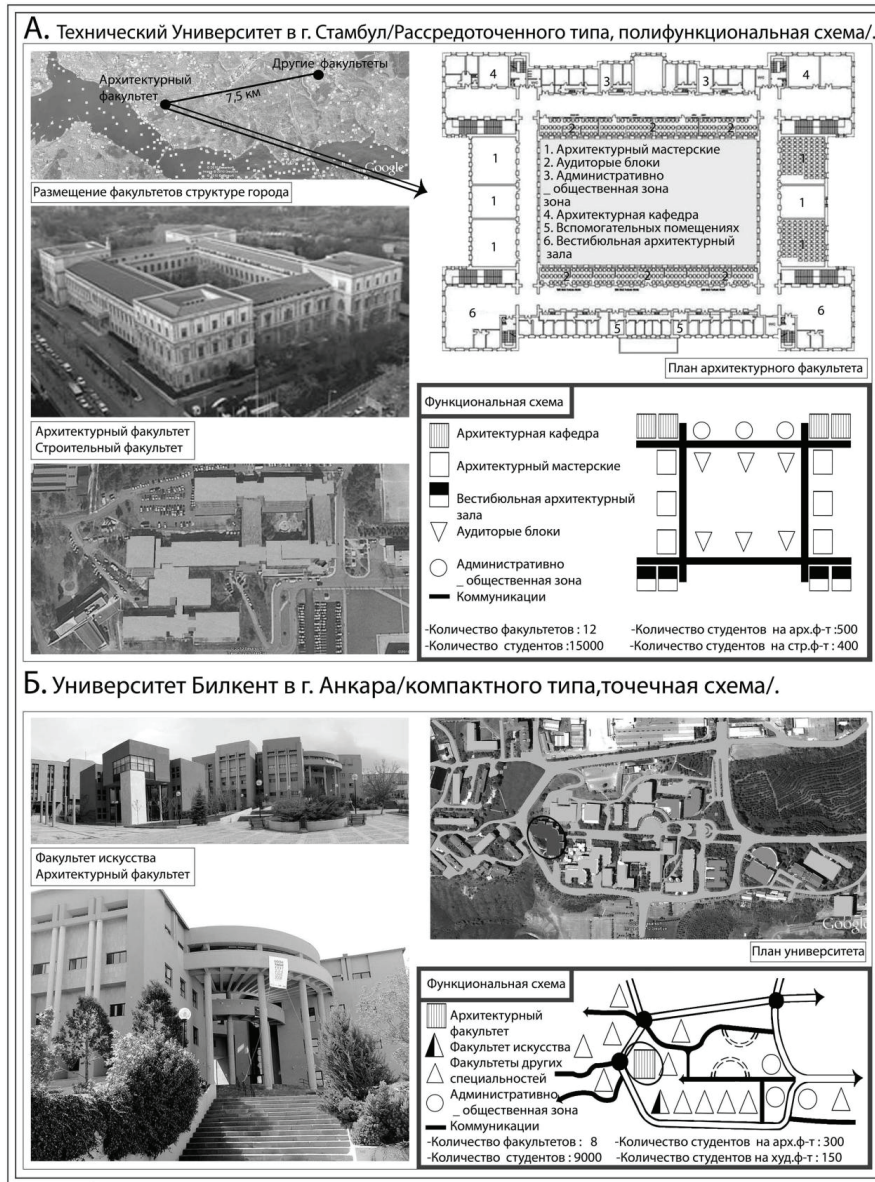 А. Технический Университет в г. Стамбул/Рассредоточенного типа, полифункциональная схема/.
Архитектурный
факультет
Другие факультеты
7,5 км
Google
Размещение факультетов структуре города
4
3
3
4
2
2
2
1
1
1
1
1
1
1. Архитектурный мастерские
2. Аудиторые блоки
3. Административно
_ общественная зона
зона
4. Архитектурная кафедра
5. Вспомогательных помещениях
6. Вестибюльная архитектурный
зала
2
2
2
6
5
5
6
План архитектурного факультета
Архитектурный факультет
Строительный факультет
Функциональная схема
Архитектурная кафедра
Архитектурный мастерские
Вестибюльная архитектурный
зала
Аудиторые блоки
Административно
_ общественная зона
Коммуникации
-Количество факультетов : 12
-Количество студентов на арх.ф-т :500
-Количество студентов :15000
-Количество студентов на стр.ф-т : 400
Б. Университет Билкент в г. Анкара/компактного типа,точечная схема/.
Факультет искусства
Архитектурный факультет
Google
План университета
Функциональная схема
Архитектурный
факультет
Факультет искусства
Факультеты других
специальностей
Административно
_ общественная зона
Коммуникации
-Количество факультетов : 8
-Количество студентов на арх.ф-т : 300
-Количество студентов :9000
-Количество студентов на худ.ф-т : 150